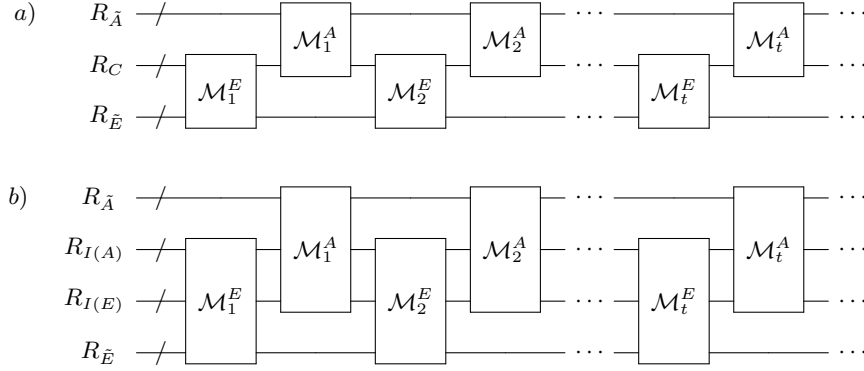 a)
$R_{\tilde{A}}$ $\mathcal{M}_1^A$ $\mathcal{M}_2^A$ ··· $\mathcal{M}_t^A$ ···
$R_C$ ··· ···
$R_{\tilde{E}}$ $\mathcal{M}_1^E$ $\mathcal{M}_2^E$ ··· $\mathcal{M}_t^E$ ···
b)
$R_{\tilde{A}}$ ··· ···
$R_{I(A)}$ $\mathcal{M}_1^A$ $\mathcal{M}_2^A$ ··· $\mathcal{M}_t^A$ ···
$R_{I(E)}$ $\mathcal{M}_1^E$ $\mathcal{M}_2^E$ ··· $\mathcal{M}_t^E$ ···
$R_{\tilde{E}}$ ··· ···